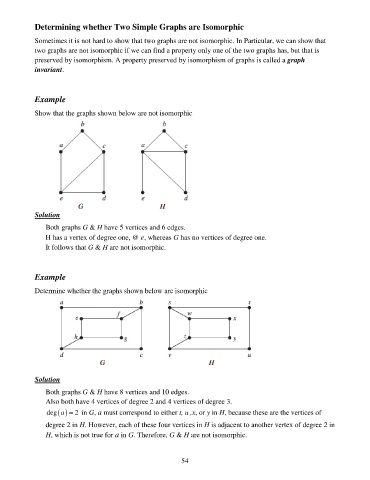 Determining whether Two Simple Graphs are Isomorphic
Sometimes it is not hard to show that two graphs are not isomorphic. In Particular, we can show that
two graphs are not isomorphic if we can find a property only one of the two graphs has, but that is
preserved by isomorphism. A property preserved by isomorphism of graphs is called a graph
invariant.
Example
Show that the graphs shown below are not isomorphic
b b
a c a c
e d e d
G H
Solution
Both graphs G & H have 5 vertices and 6 edges.
H has a vertex of degree one, @ e, whereas G has no vertices of degree one.
It follows that G & H are not isomorphic.
Example
Determine whether the graphs shown below are isomorphic
a b s t
e f w x
h g z y
d c v u
G H
Solution
Both graphs G & H have 8 vertices and 10 edges.
Also both have 4 vertices of degree 2 and 4 vertices of degree 3.
deg(a) = 2 in G, a must correspond to either t, u ,x, or y in H, because these are the vertices of
degree 2 in H. However, each of these four vertices in H is adjacent to another vertex of degree 2 in
H, which is not true for a in G. Therefore, G & H are not isomorphic.
54